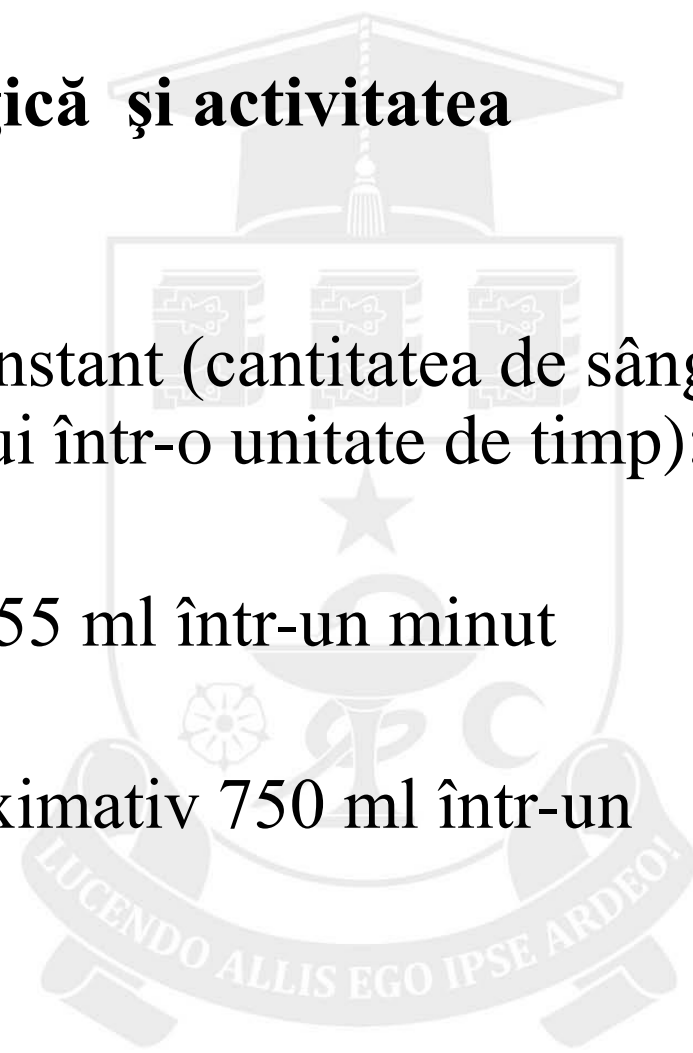 gică şi activitatea
nstant (cantitatea de sâng
ui într-o unitate de timp):
55 ml într-un minut
ximativ 750 ml într-un
LUCENDO ALLIS EGO IPSE ARDEO!